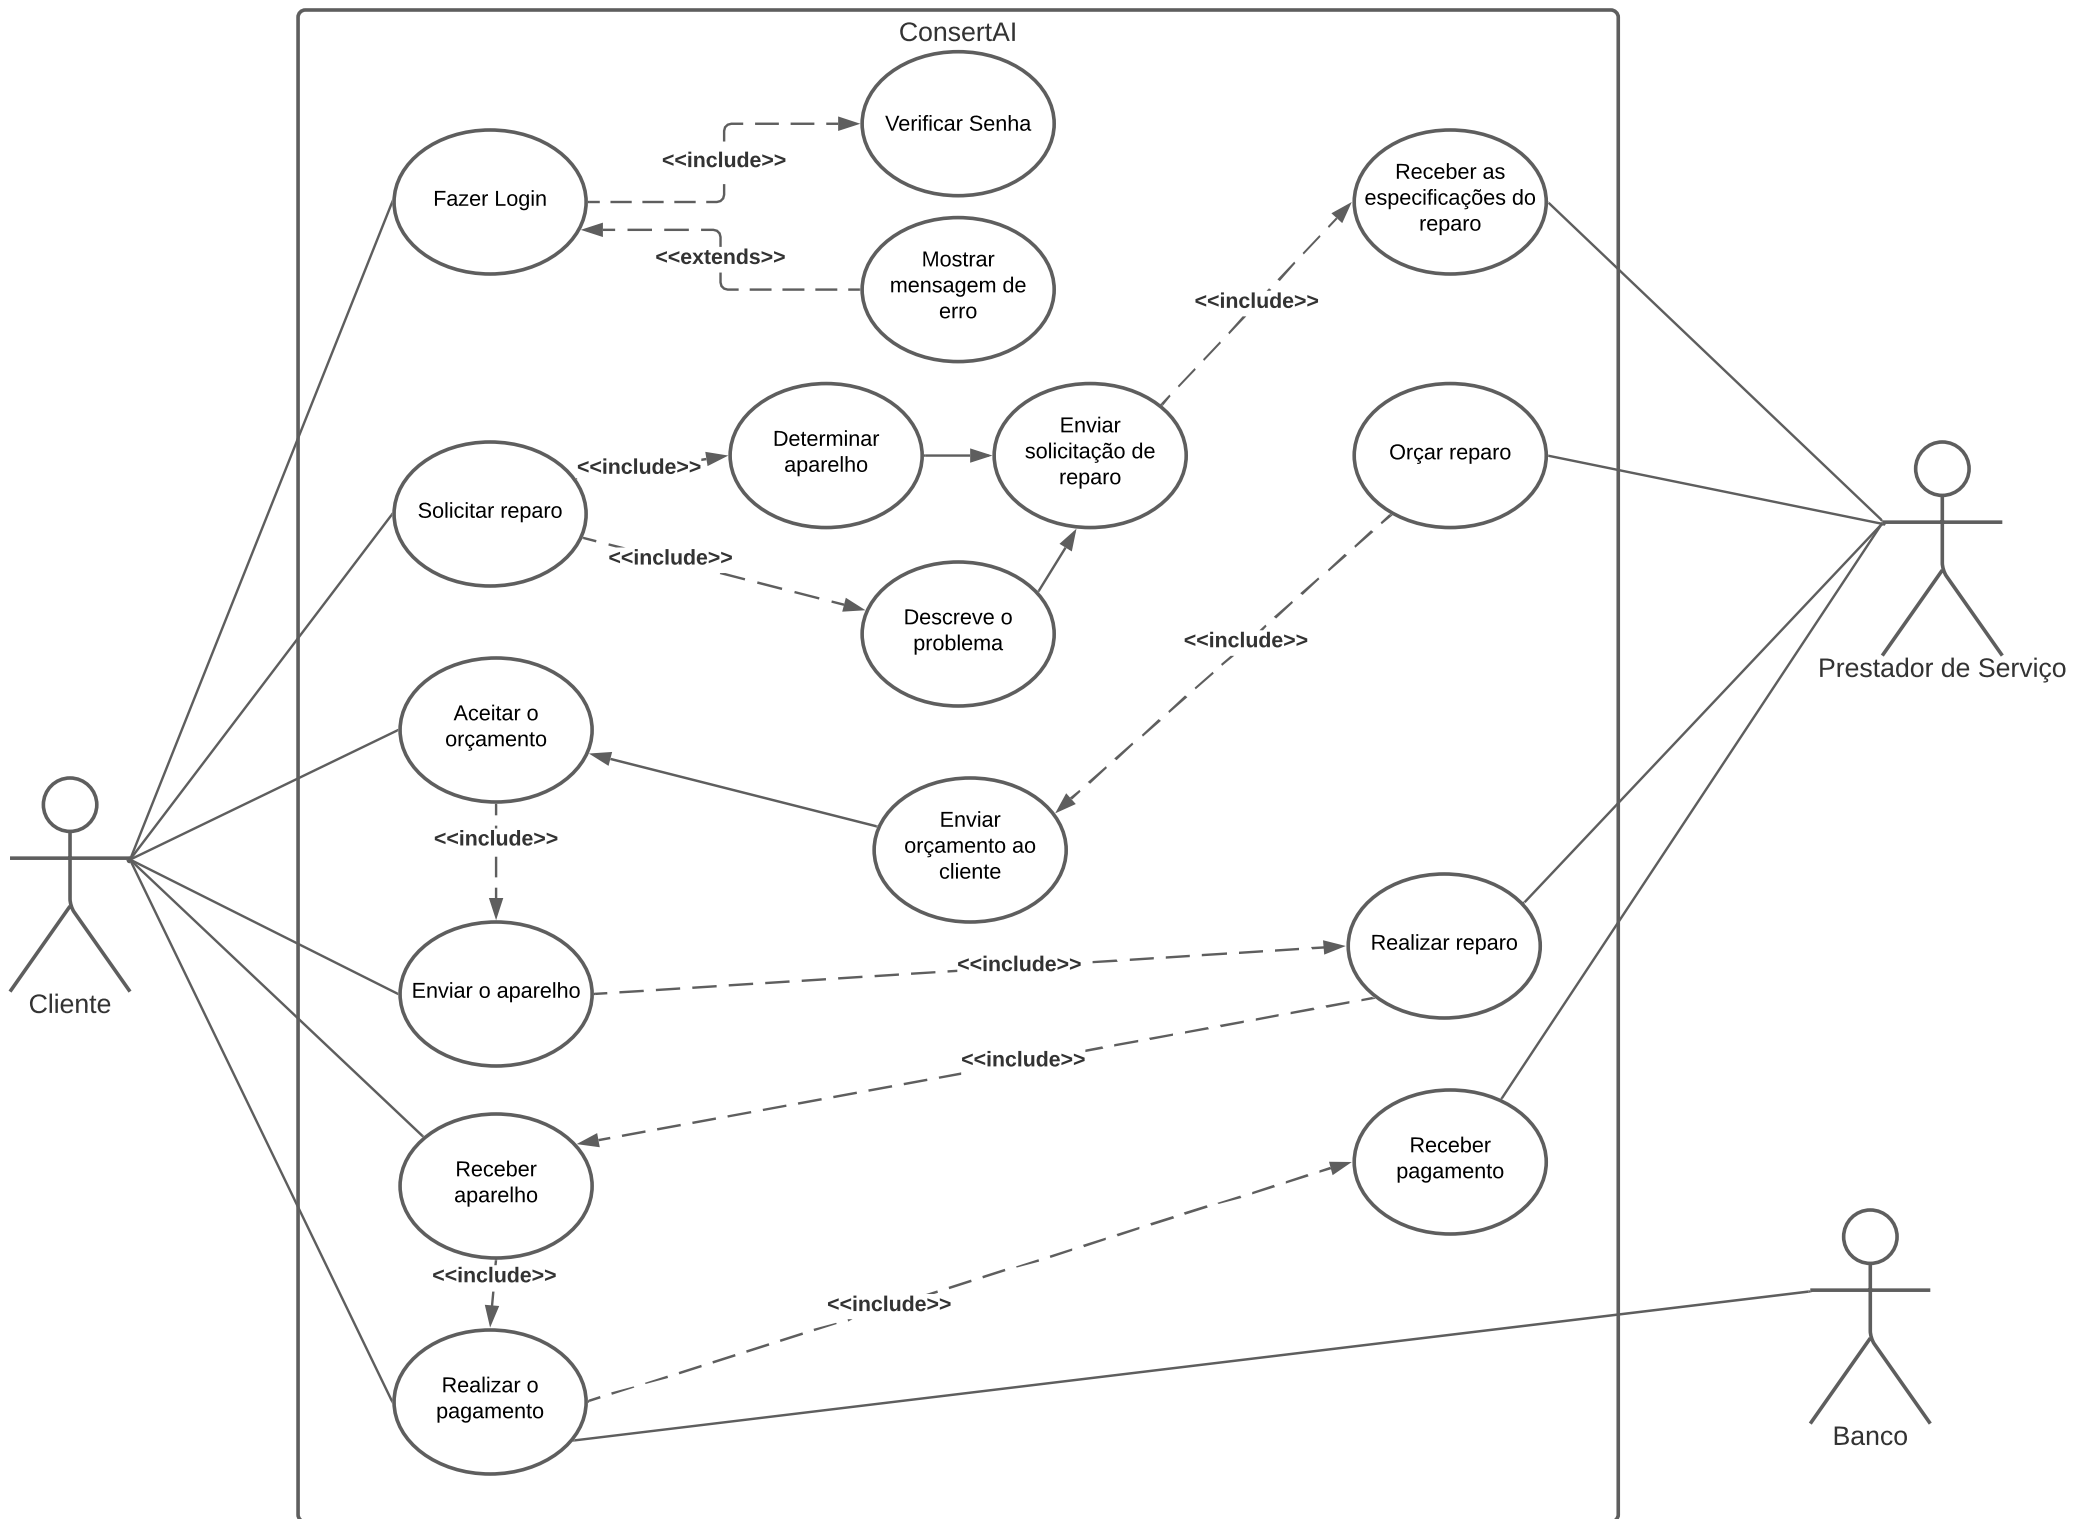 ConsertAI
Verificar Senha
<<include>>
Fazer Login
<<extends>>
Mostrar
mensagem de
erro
Receber as
especificações do
reparo
<<include>>
Solicitar reparo
<<include>>
Determinar
aparelho
Enviar
solicitação de
reparo
Orçar reparo
<<include>>
Descreve o
problema
<<include>>
Prestador de Serviço
Aceitar o
orçamento
<<include>>
Enviar
orçamento ao
cliente
Cliente
Enviar o aparelho
<<include>>
Realizar reparo
<<include>>
Receber
aparelho
Receber
pagamento
<<include>>
<<include>>
Realizar o
pagamento
Banco